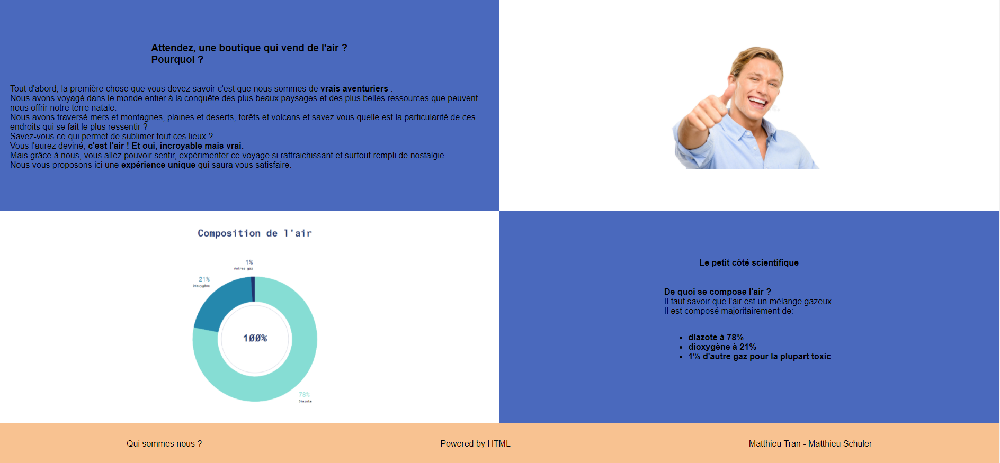 Attendez, une boutique qui vend de l'air ?
Pourquoi ?
Tout d'abord, la première chose que vous devez savoir c'est que nous sommes de vrais aventuriers .
Nous avons voyagé dans le monde entier à la conquête des plus beaux paysages et des plus belles ressources que peuvent
nous offrir notre terre natale.
Nous avons traversé mers et montagnes, plaines et deserts, forêts et volcans et savez vous quelle est la particularité de ces
endroits qui se fait le plus ressentir ?
Savez-vous ce qui permet de sublimer tout ces lieux ?
Vous l'aurez deviné, c'est l'air ! Et oui, incroyable mais vrai.
Mais grâce à nous, vous allez pouvoir sentir, expérimenter ce voyage si raffraichissant et surtout rempli de nostalgie.
Nous vous proposons ici une expérience unique qui saura vous satisfaire.
Composition de l'air
1%
Autres gaz
21%
Dioxygène
100%
78%
Diazote
Le petit côté scientifique
De quoi se compose l'air ?
Il faut savoir que l'air est un mélange gazeux.
Il est composé majoritairement de:
diazote à 78%
dioxygène à 21%
1% d'autre gaz pour la plupart toxic
Qui sommes nous ?
Powered by HTML
Matthieu Tran - Matthieu Schuler